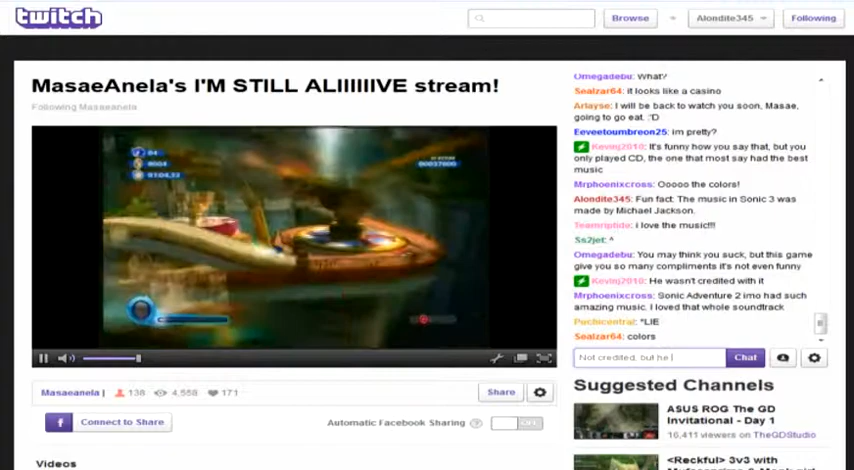 twitch
Browse
Alondite345
Following
MasaeAnela's I'M STILL ALIIIIIIVE stream!
Following Masaeanela
Omegadebu: What?
Sealzar64: it looks like a casino
Arlayse: I will be back to watch you soon, Masae,
going to go eat. :'D
Eeveetoumbreon25: im pretty?
Kevinj2010: It's funny how you say that, but you
only played CD, the one that most say had the best
music
Mrphoenixcross: Ooooo the colors!
Alondite345: Fun fact: The music in Sonic 3 was
made by Michael Jackson.
Teamriptide: i love the music!!!
Ss2jet: ^
Omegadebu: You may think you suck, but this game
give you so many compliments it's not even funny
Kevinj2010: He wasn't credited with it
Mrphoenixcross: Sonic Adventure 2 imo had such
amazing music. I loved that whole soundtrack
Puchicentral: *LIE
Sealzar64: colors
Not credited, but he
Chat
Masaeanela |
138
4,558
171
Share
Connect to Share
Automatic Facebook Sharing
OFF
Videos
Suggested Channels
ASUS ROG The GD
Invitational - Day 1
16,411 viewers on TheGDStudio
<Reckful> 3v3 with